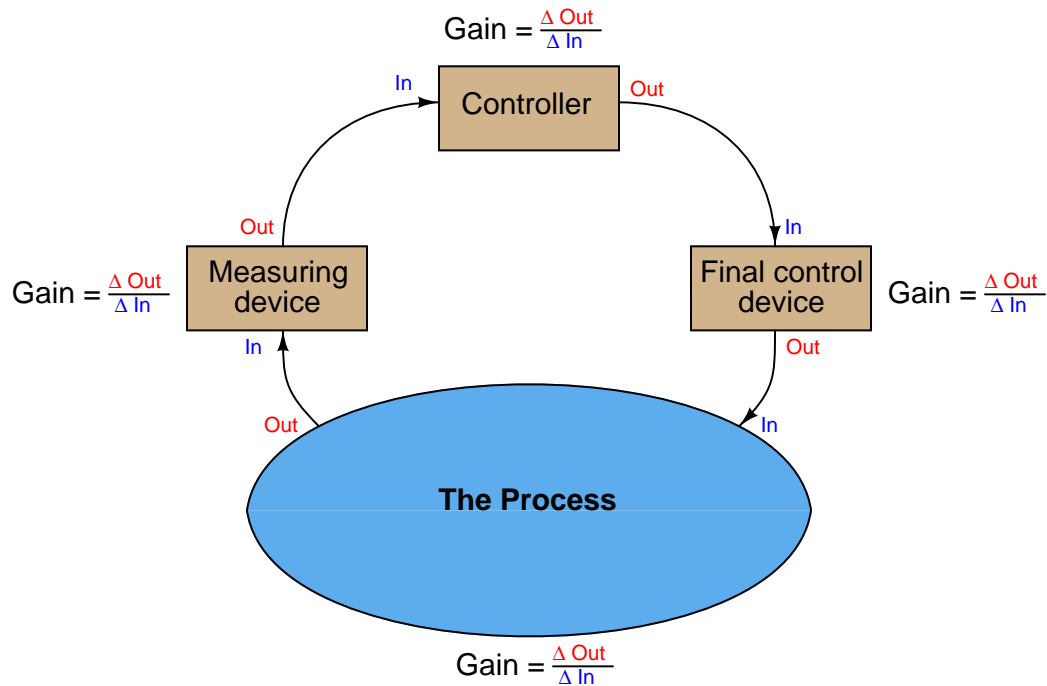 Gain = Δ Out / Δ In
In
Controller
Out
Out
In
Measuring
device
Gain = Δ Out / Δ In
Final control
device
Gain = Δ Out / Δ In
In
Out
Out
In
The Process
Gain = Δ Out / Δ In